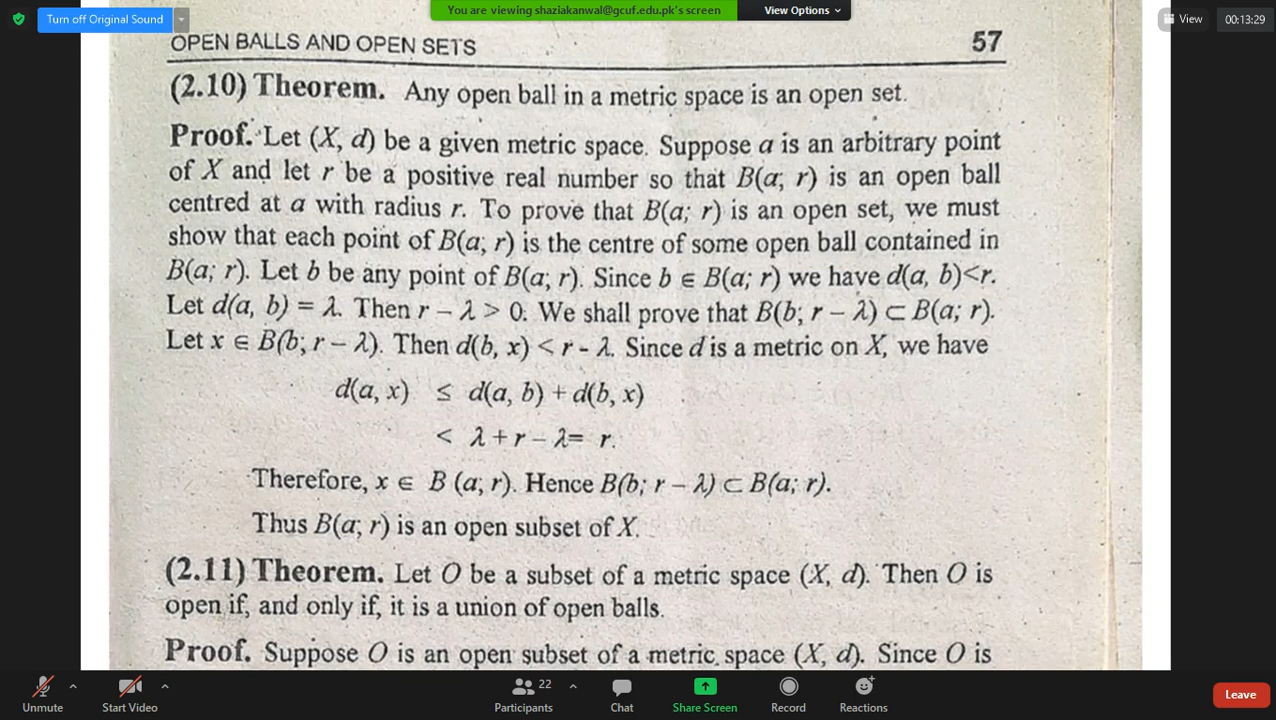 Turn off Original Sound
You are viewing shaziakanwal@gcuf.edu.pk's screen
View Options
View
00:13:29
OPEN BALLS AND OPEN SETS 57
(2.10) Theorem. Any open ball in a metric space is an open set.
Proof. Let (X, d) be a given metric space. Suppose a is an arbitrary point
of X and let r be a positive real number so that B(a; r) is an open ball
centred at a with radius r. To prove that B(a; r) is an open set, we must
show that each point of B(a; r) is the centre of some open ball contained in
B(a; r). Let b be any point of B(a; r). Since b ∈ B(a; r) we have d(a, b)<r.
Let d(a, b) = λ. Then r – λ > 0. We shall prove that B(b; r – λ) ⊂ B(a; r).
Let x ∈ B(b; r – λ). Then d(b, x) < r - λ. Since d is a metric on X, we have
d(a, x) ≤ d(a, b) + d(b, x)
< λ + r – λ = r.
Therefore, x ∈ B (a; r). Hence B(b; r – λ) ⊂ B(a; r).
Thus B(a; r) is an open subset of X.
(2.11) Theorem. Let O be a subset of a metric space (X, d). Then O is
open if, and only if, it is a union of open balls.
Proof. Suppose O is an open subset of a metric space (X, d). Since O is
Unmute
Start Video
22
Participants
Chat
Share Screen
Record
Reactions
Leave